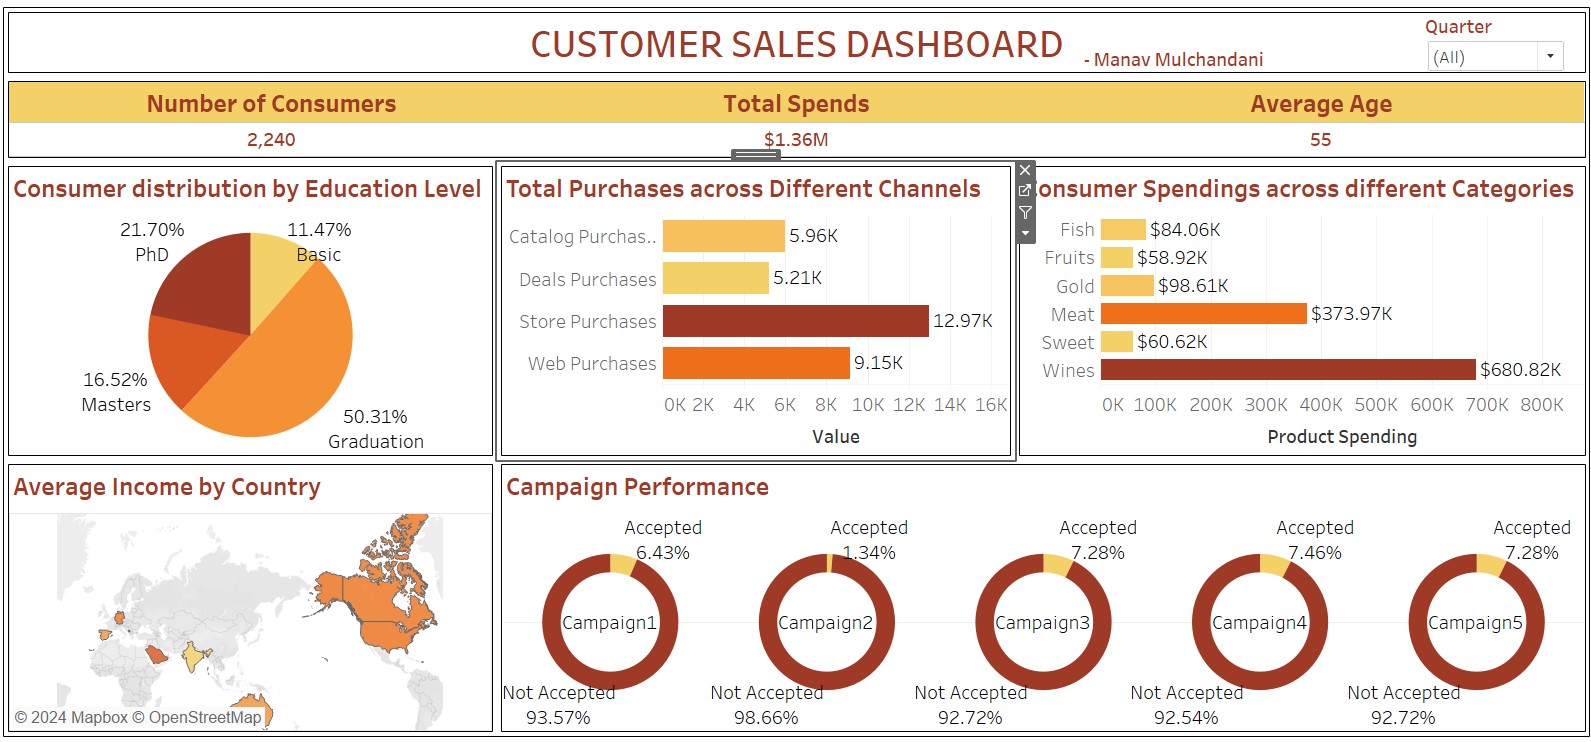 CUSTOMER SALES DASHBOARD
- Manav Mulchandani
Quarter
(All)
Number of Consumers
Total Spends
Average Age
2,240
$1.36M
55
Consumer distribution by Education Level
21.70%
PhD
11.47%
Basic
16.52%
Masters
50.31%
Graduation
Total Purchases across Different Channels
Catalog Purchas..
5.96K
Deals Purchases
5.21K
Store Purchases
12.97K
Web Purchases
9.15K
0K 2K 4K 6K 8K 10K 12K 14K 16K
Value
onsumer Spendings across different Categories
Fish
$84.06K
Fruits
$58.92K
Gold
$98.61K
Meat
$373.97K
Sweet
$60.62K
Wines
$680.82K
0K 100K 200K 300K 400K 500K 600K 700K 800K
Product Spending
Average Income by Country
© 2024 Mapbox © OpenStreetMap
Campaign Performance
Accepted
6.43%
Campaign1
Not Accepted
93.57%
Accepted
1.34%
Campaign2
Not Accepted
98.66%
Accepted
7.28%
Campaign3
Not Accepted
92.72%
Accepted
7.46%
Campaign4
Not Accepted
92.54%
Accepted
7.28%
Campaign5
Not Accepted
92.72%